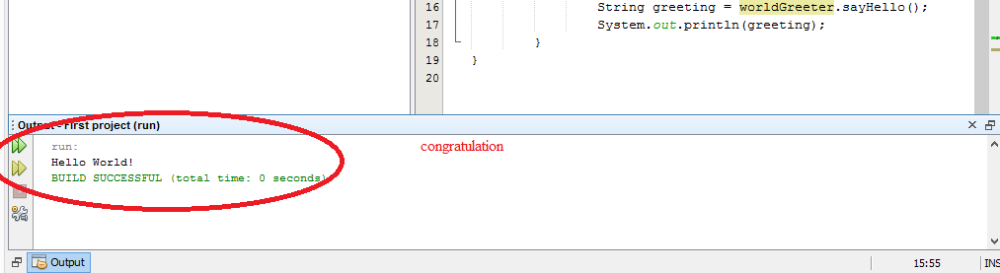 16 String greeting = worldGreeter.sayHello();
17 System.out.println(greeting);
18 }
19 }
20
Output - First project (run)
run:
congratulation
Hello World!
BUILD SUCCESSFUL (total time: 0 seconds)
Output
15:55
INS